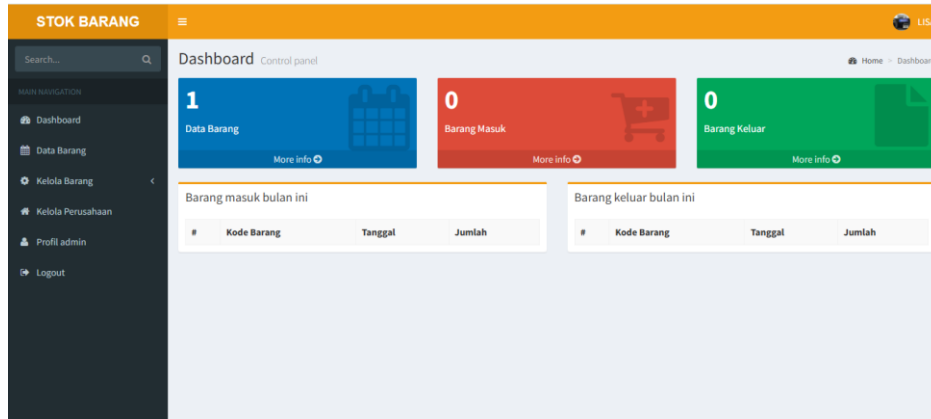 STOK BARANG
LIS
Search...
MAIN NAVIGATION
Dashboard
Data Barang
Kelola Barang
Kelola Perusahaan
Profil admin
Logout
Dashboard Control panel
Home > Dashboar
1
Data Barang
More info
0
Barang Masuk
More info
0
Barang Keluar
More info
Barang masuk bulan ini
# Kode Barang Tanggal Jumlah
Barang keluar bulan ini
# Kode Barang Tanggal Jumlah